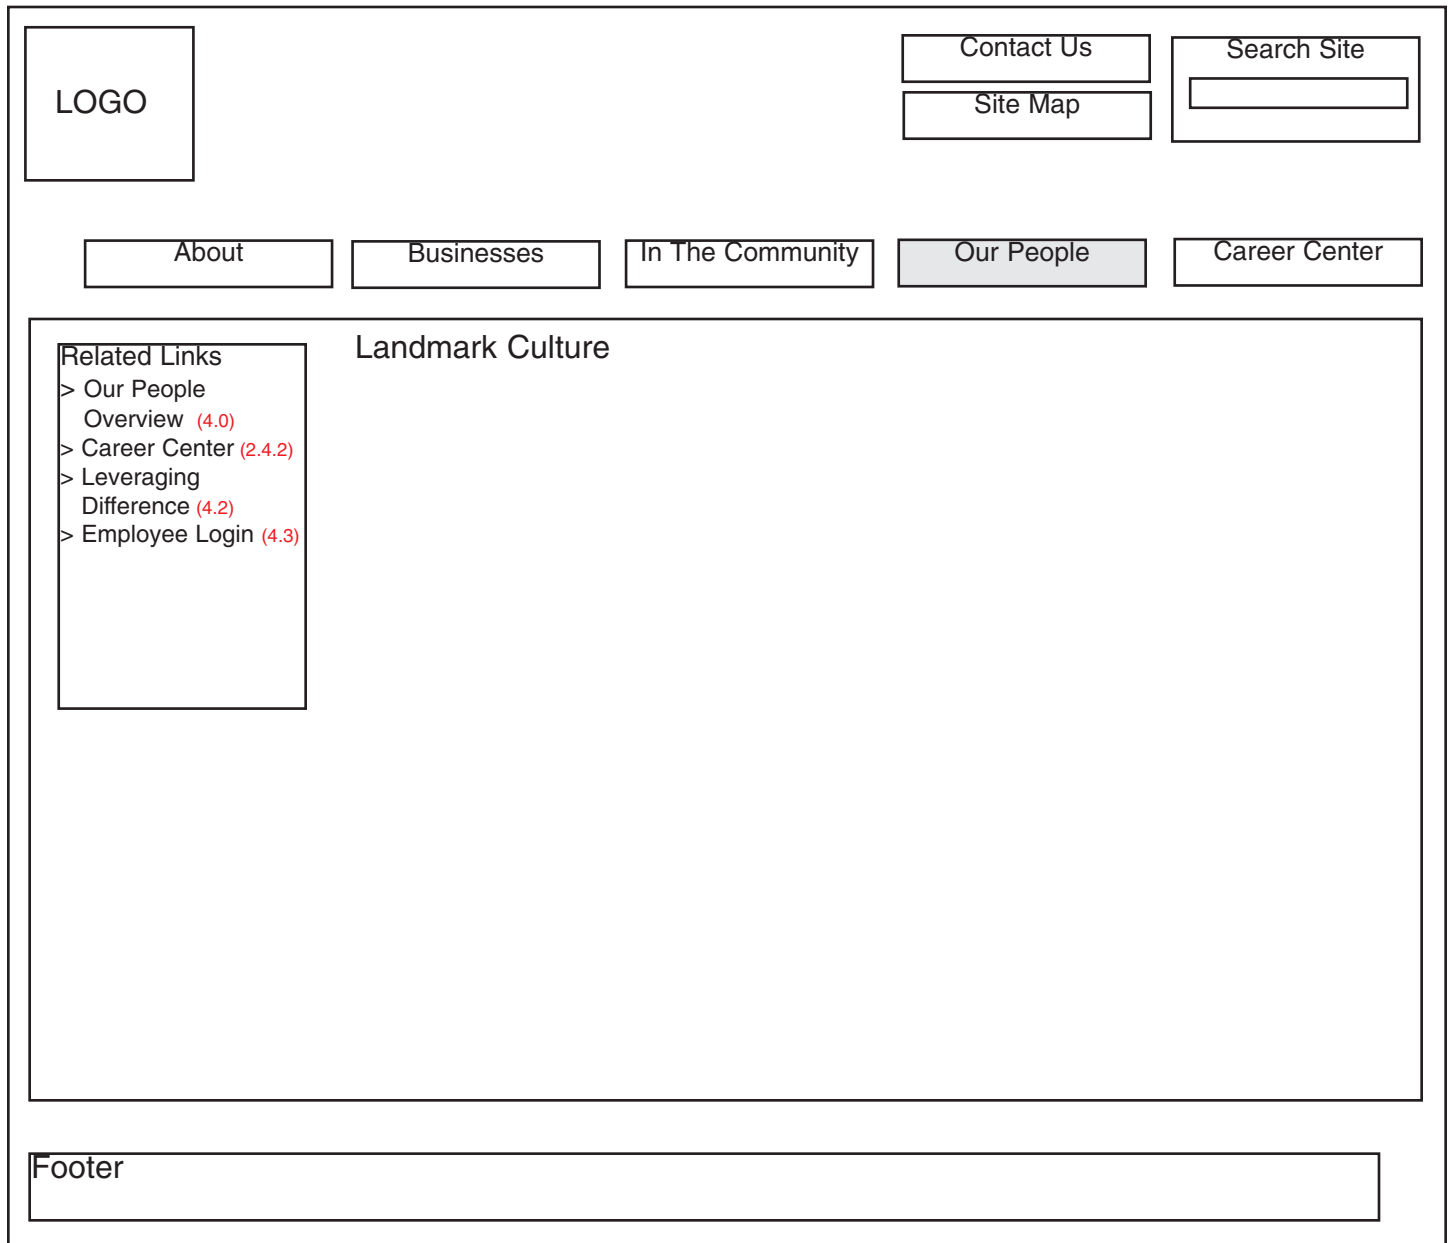 LOGO
Contact Us
Site Map
Search Site
About
Businesses
In The Community
Our People
Career Center
Related Links
> Our People
Overview (4.0)
> Career Center (2.4.2)
> Leveraging
Difference (4.2)
> Employee Login (4.3)
Landmark Culture
Footer